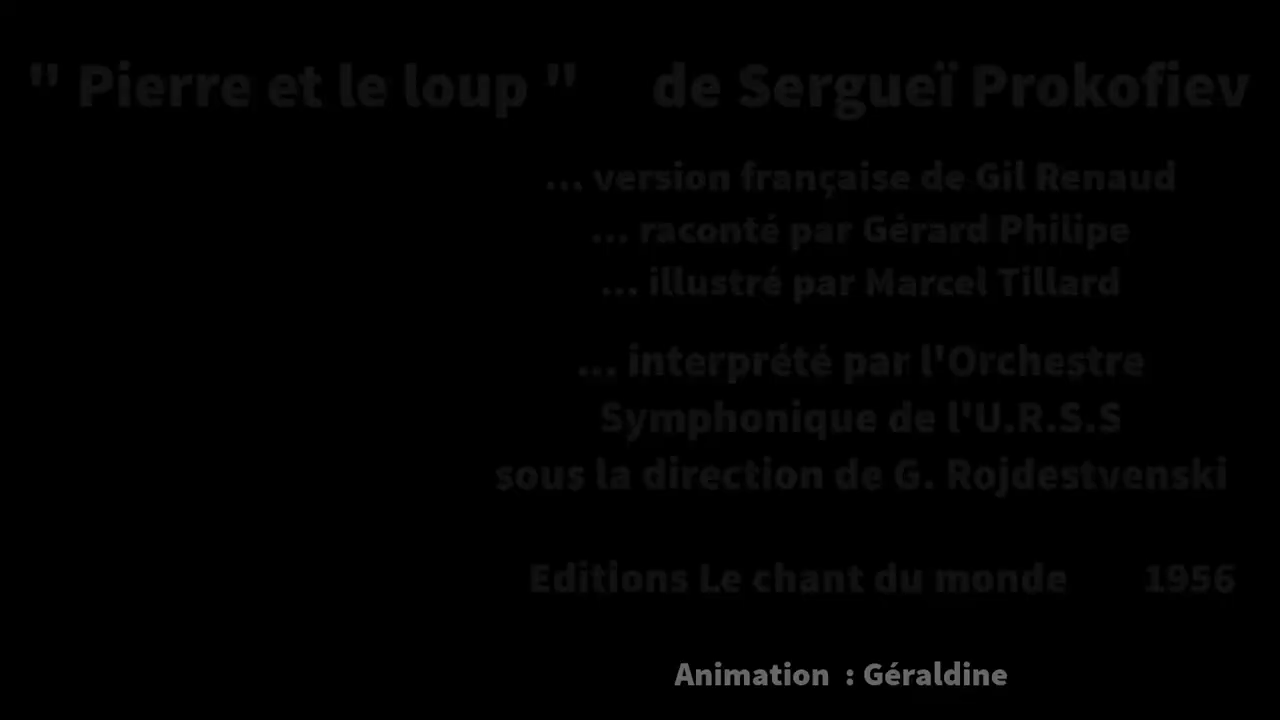 " Pierre et le loup " de Sergueï Prokofiev
... version française de Gil Renaud
... raconté par Gérard Philipe
... illustré par Marcel Tillard
... interprété par l'Orchestre
Symphonique de l'U.R.S.S
sous la direction de G. Rojdestvenski
Editions Le chant du monde 1956
Animation : Géraldine